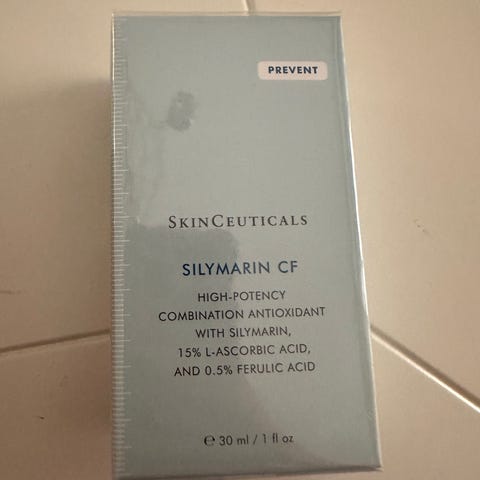 PREVENT
SKINCEUTICALS
SILYMARIN CF
HIGH-POTENCY
COMBINATION ANTIOXIDANT
WITH SILYMARIN,
15% L-ASCORBIC ACID,
AND 0.5% FERULIC ACID
℮ 30 ml / 1 fl oz